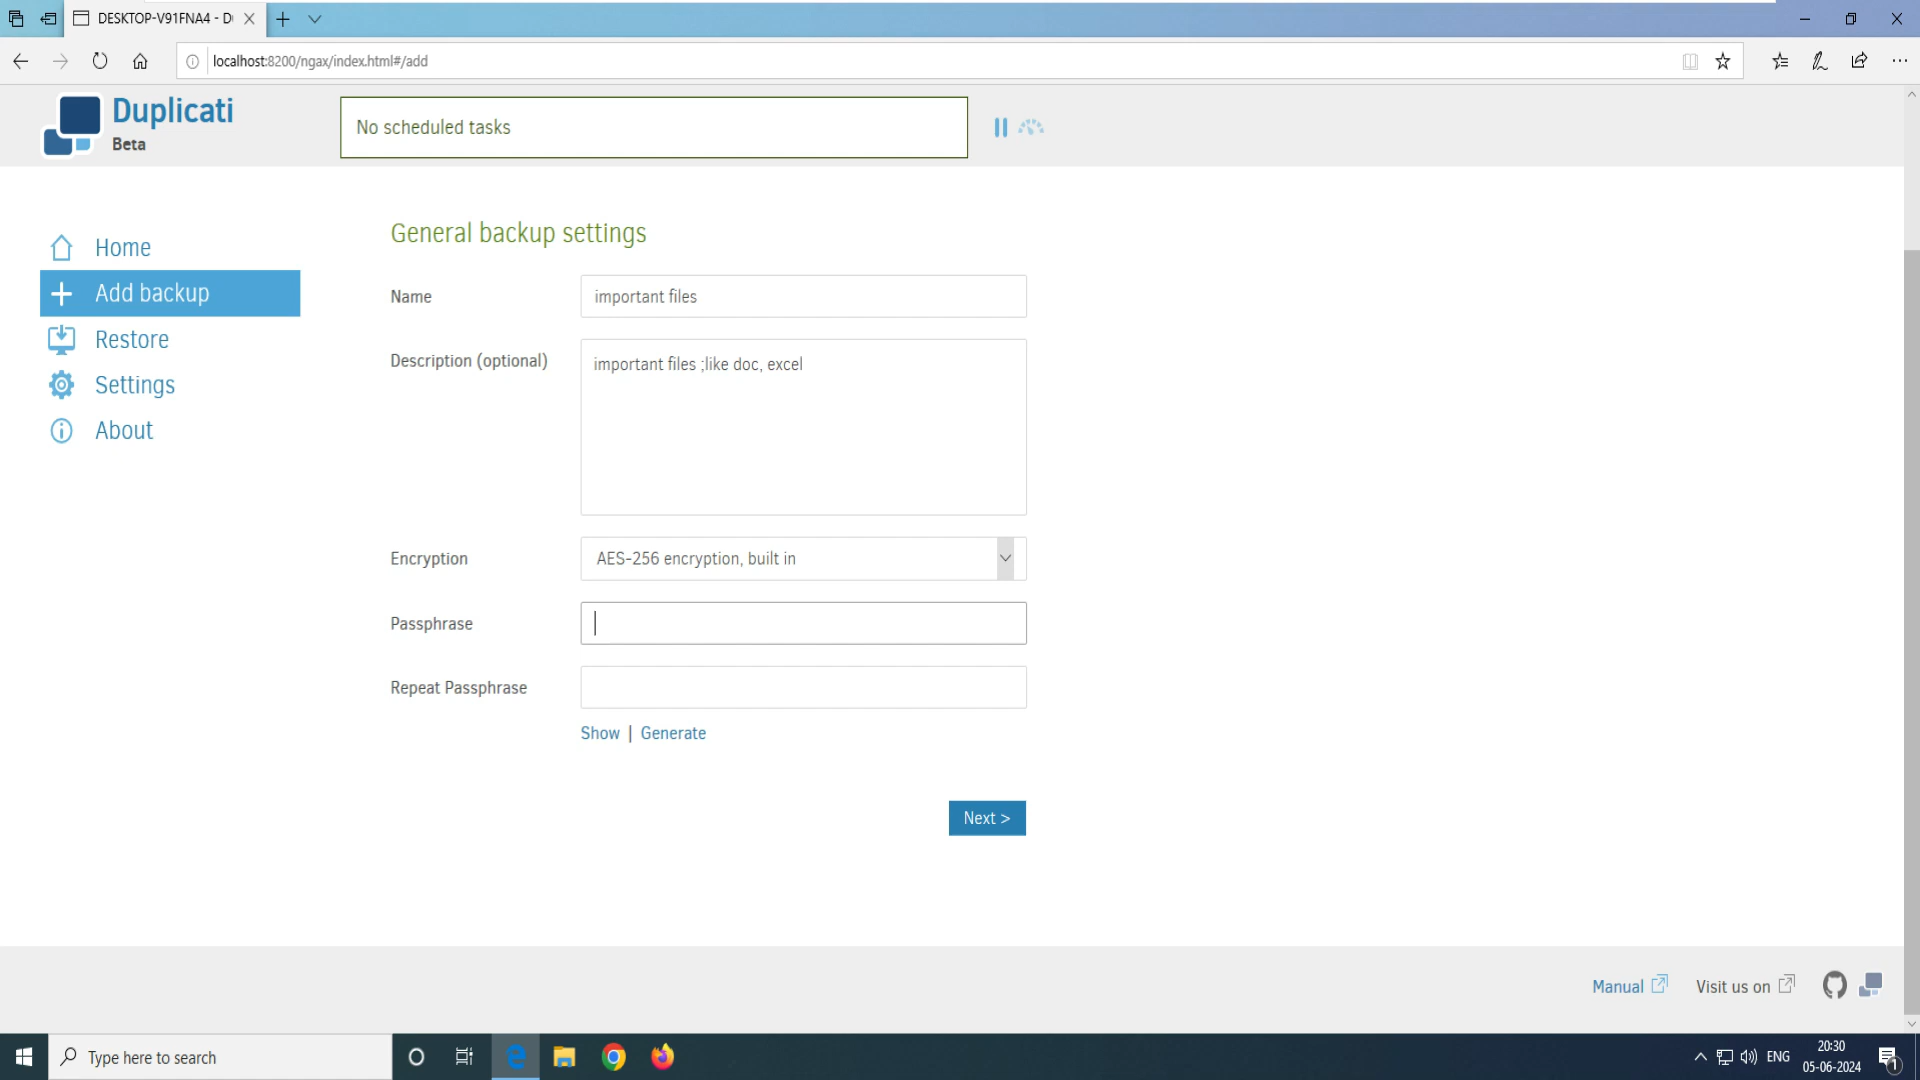 DESKTOP-V91FNA4 - D
localhost:8200/ngax/index.html#/add
Duplicati
Beta
No scheduled tasks
Home
Add backup
Restore
Settings
About
General backup settings
Name
important files
Description (optional)
important files ;like doc, excel
Encryption
AES-256 encryption, built in
Passphrase
Repeat Passphrase
Show | Generate
Next >
Manual
Visit us on
Type here to search
ENG
20:30
05-06-2024
1